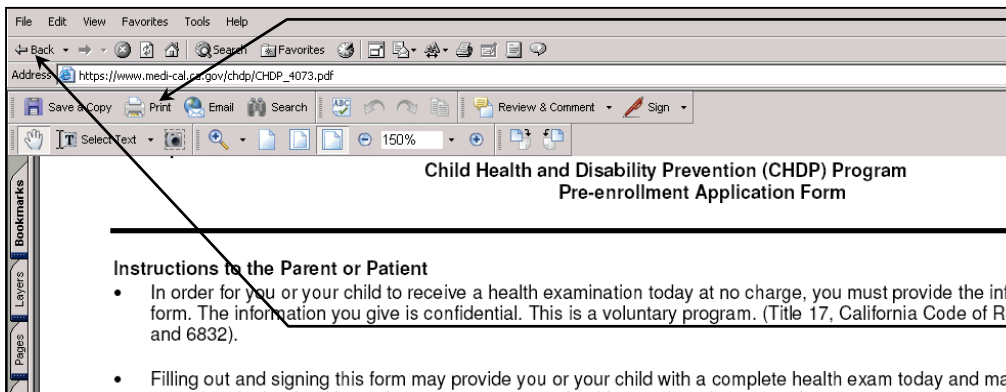 File Edit View Favorites Tools Help
Back Search Favorites
Address https://www.medi-cal.ca.gov/chdp/CHDP_4073.pdf
Save a Copy Print Email Search Review & Comment Sign
Select Text 150%
Child Health and Disability Prevention (CHDP) Program
Pre-enrollment Application Form
Bookmarks
Layers
Pages
Instructions to the Parent or Patient
• In order for you or your child to receive a health examination today at no charge, you must provide the
form. The information you give is confidential. This is a voluntary program. (Title 17, California Code of
and 6832).
• Filling out and signing this form may provide you or your child with a complete health exam today and